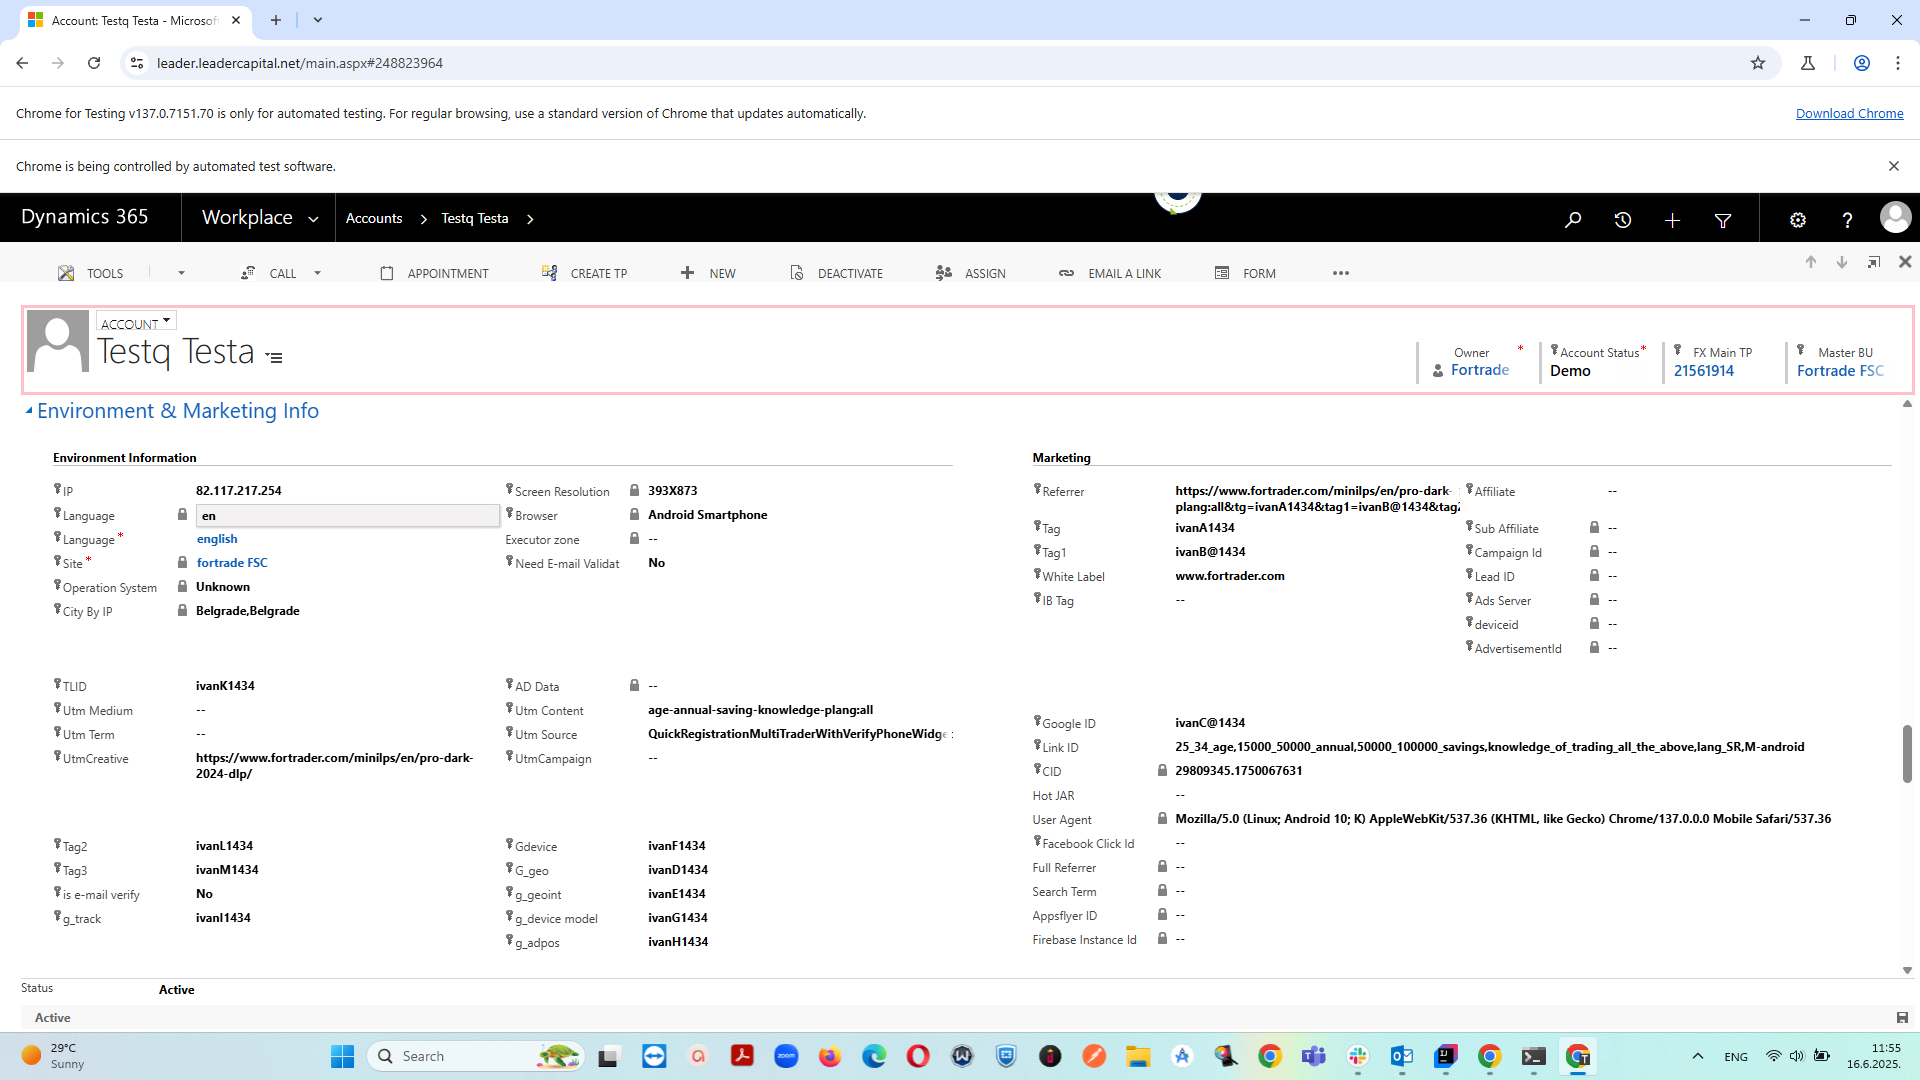 Account: Testq Testa - Microsof
leader.leadercapital.net/main.aspx#248823964
Chrome for Testing v137.0.7151.70 is only for automated testing. For regular browsing, use a standard version of Chrome that updates automatically.
Download Chrome
Chrome is being controlled by automated test software.
Dynamics 365
Workplace
Accounts
Testq Testa
TOOLS
CALL
APPOINTMENT
CREATE TP
NEW
DEACTIVATE
ASSIGN
EMAIL A LINK
FORM
ACCOUNT
Testq Testa
Owner *
Fortrade
Account Status*
Demo
FX Main TP
21561914
Master BU
Fortrade FSC
Environment & Marketing Info
Environment Information
IP 82.117.217.254
Language en
Language * english
Site * fortrade FSC
Operation System Unknown
City By IP Belgrade,Belgrade
Screen Resolution 393X873
Browser Android Smartphone
Executor zone --
Need E-mail Validat No
TLID ivanK1434
Utm Medium --
Utm Term --
UtmCreative https://www.fortrader.com/minilps/en/pro-dark-
2024-dlp/
AD Data --
Utm Content age-annual-saving-knowledge-plang:all
Utm Source QuickRegistrationMultiTraderWithVerifyPhoneWidge
UtmCampaign --
Tag2 ivanL1434
Tag3 ivanM1434
is e-mail verify No
g_track ivanI1434
Gdevice ivanF1434
G_geo ivanD1434
g_geoint ivanE1434
g_device model ivanG1434
g_adpos ivanH1434
Marketing
Referrer https://www.fortrader.com/minilps/en/pro-dark-
plang:all&tg=ivanA1434&tag1=ivanB@1434&tag2
Tag ivanA1434
Tag1 ivanB@1434
White Label www.fortrader.com
IB Tag --
Affiliate --
Sub Affiliate --
Campaign Id --
Lead ID --
Ads Server --
deviceid --
AdvertisementId --
Google ID ivanC@1434
Link ID 25_34_age,15000_50000_annual,50000_100000_savings,knowledge_of_trading_all_the_above,lang_SR,M-android
CID 29809345.1750067631
Hot JAR --
User Agent Mozilla/5.0 (Linux; Android 10; K) AppleWebKit/537.36 (KHTML, like Gecko) Chrome/137.0.0.0 Mobile Safari/537.36
Facebook Click Id --
Full Referrer --
Search Term --
Appsflyer ID --
Firebase Instance Id --
Status Active
Active
29°C
Sunny
Search
zoom
ENG
11:55
16.6.2025.